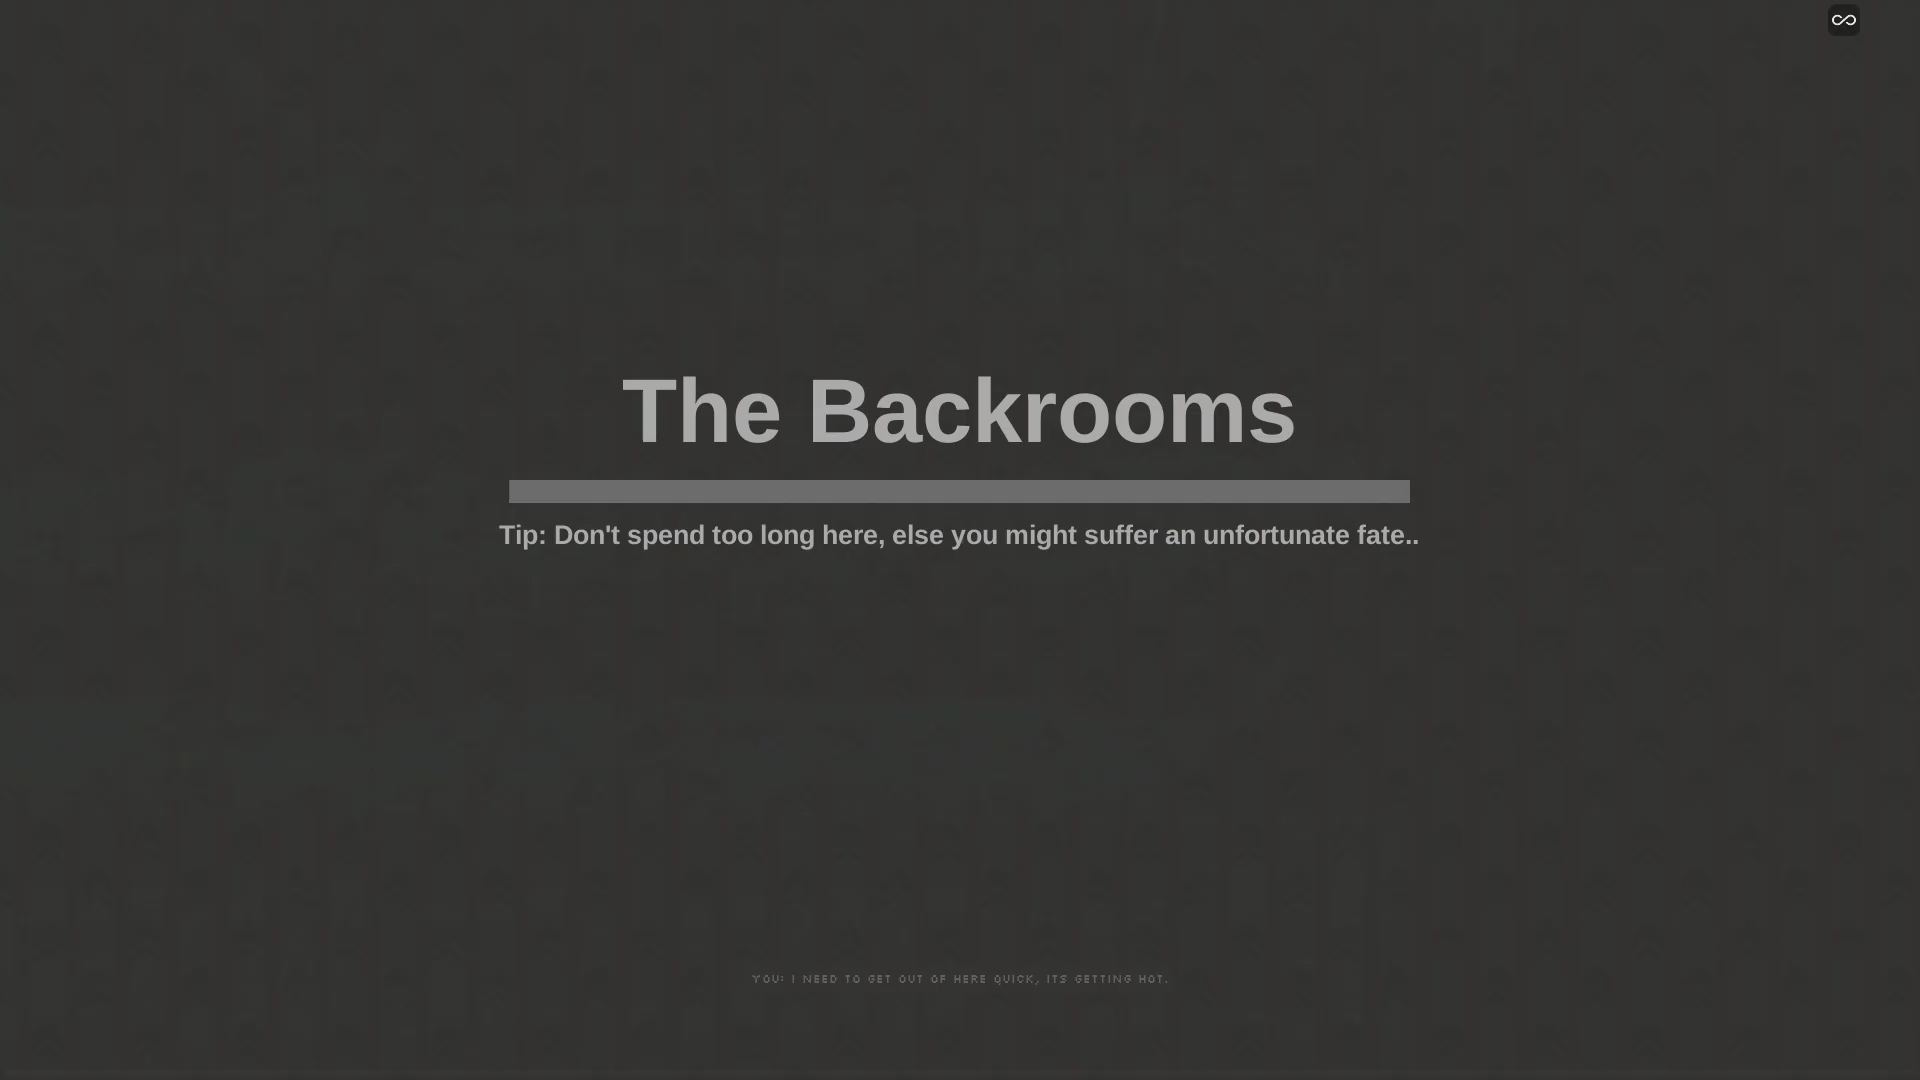 The Backrooms
Tip: Don't spend too long here, else you might suffer an unfortunate fate..
YOU: I NEED TO GET OUT OF HERE QUICK, ITS GETTING HOT.